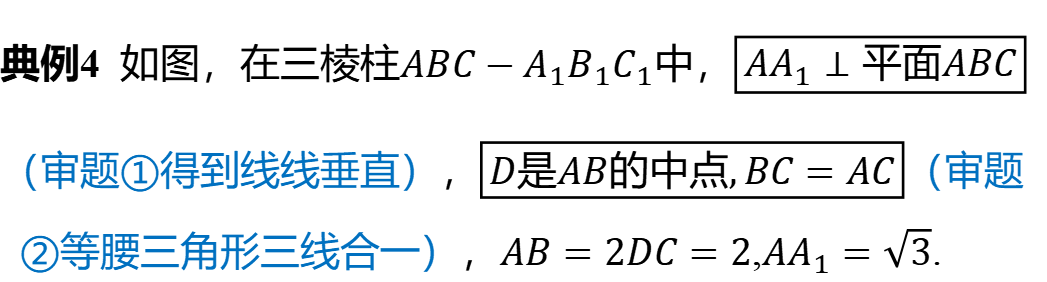 典例4 如图，在三棱柱ABC − A₁B₁C₁中，AA₁ ⊥ 平面ABC
（审题①得到线线垂直），D是AB的中点, BC = AC（审题
②等腰三角形三线合一），AB = 2DC = 2,AA₁ = √3.